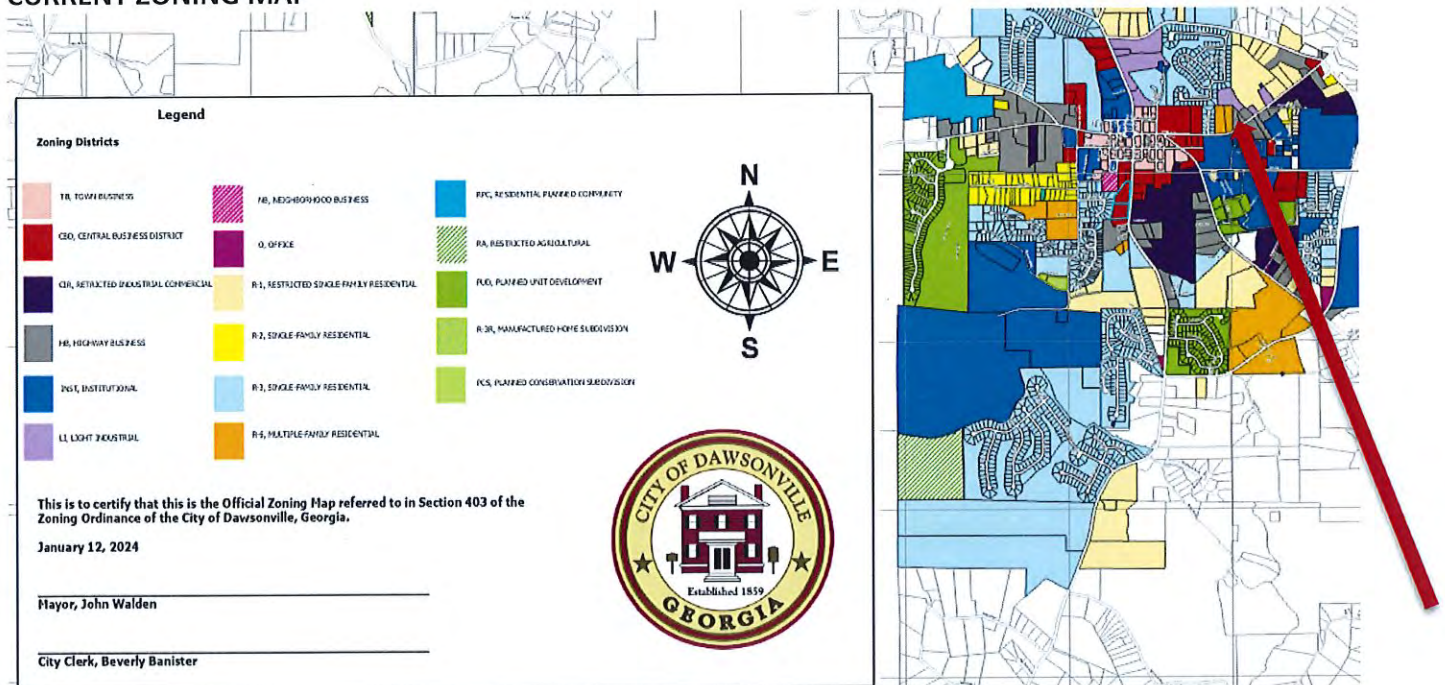 CURRENT ZONING MAP
Legend
Zoning Districts
TB, TOWN BUSINESS
CBD, CENTRAL BUSINESS DISTRICT
CIR, RETRICTED INDUSTRIAL COMMERCIAL
HB, HIGHWAY BUSINESS
INST, INSTITUTIONAL
LI, LIGHT INDUSTRIAL
NB, NEIGHBORHOOD BUSINESS
O, OFFICE
R-1, RESTRICTED SINGLE-FAMILY RESIDENTIAL
R-2, SINGLE-FAMILY RESIDENTIAL
R-3, SINGLE-FAMILY RESIDENTIAL
R-6, MULTIPLE-FAMILY RESIDENTIAL
RPC, RESIDENTIAL PLANNED COMMUNITY
RA, RESTRICTED AGRICULTURAL
PUD, PLANNED UNIT DEVELOPMENT
R-3R, MANUFACTURED HOME SUBDIVISION
PCS, PLANNED CONSERVATION SUBDIVISION
N
W
E
S
This is to certify that this is the Official Zoning Map referred to in Section 403 of the
Zoning Ordinance of the City of Dawsonville, Georgia.
January 12, 2024
Mayor, John Walden
City Clerk, Beverly Banister
CITY OF DAWSONVILLE
Established 1859
GEORGIA